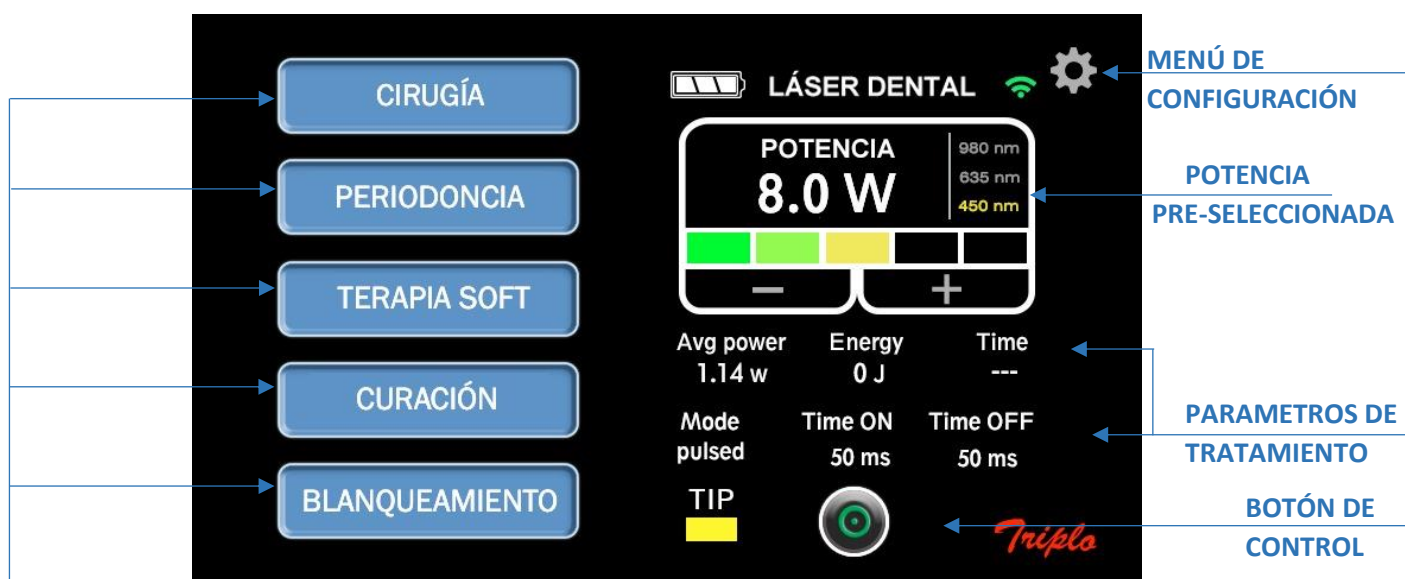 CIRUGÍA
PERIODONCIA
TERAPIA SOFT
CURACIÓN
BLANQUEAMIENTO
LÁSER DENTAL
POTENCIA
8.0 W
980 nm
635 nm
450 nm
−
+
Avg power Energy Time
1.14 w 0 J ---
Mode Time ON Time OFF
pulsed 50 ms 50 ms
TIP
Triplo
MENÚ DE
CONFIGURACIÓN
POTENCIA
PRE-SELECCIONADA
PARAMETROS DE
TRATAMIENTO
BOTÓN DE
CONTROL